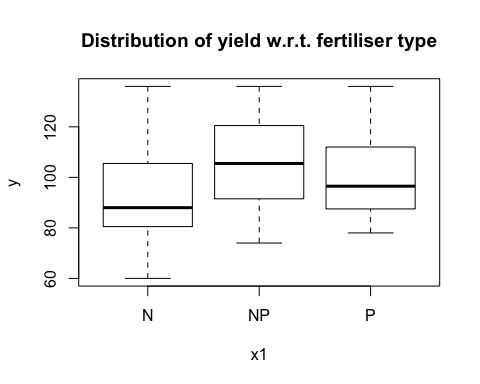 Distribution of yield w.r.t. fertiliser type
y
120
100
80
60
N NP P
x1